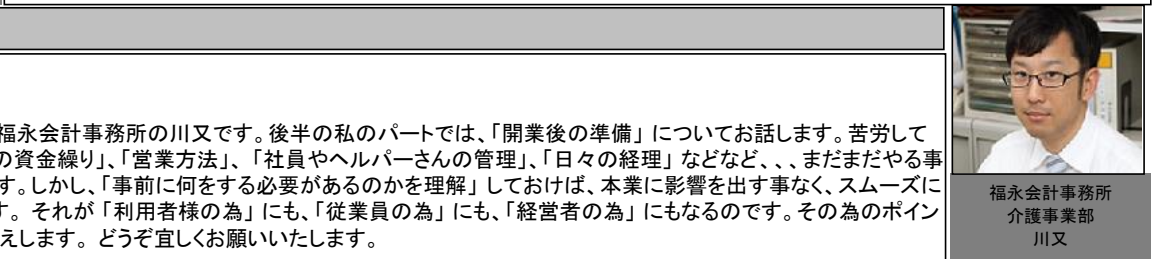 福永会計事務所の川又です。後半の私のパートでは、「開業後の準備」についてお話します。苦労して
の資金繰り」、「営業方法」、「社員やヘルパーさんの管理」、「日々の経理」などなど、、、まだまだやる事
す。しかし、「事前に何をする必要があるのかを理解」しておけば、本業に影響を出す事なく、スムーズに
す。それが「利用者様の為」にも、「従業員の為」にも、「経営者の為」にもなるのです。その為のポイン
えします。どうぞ宜しくお願いいたします。
福永会計事務所
介護事業部
川又